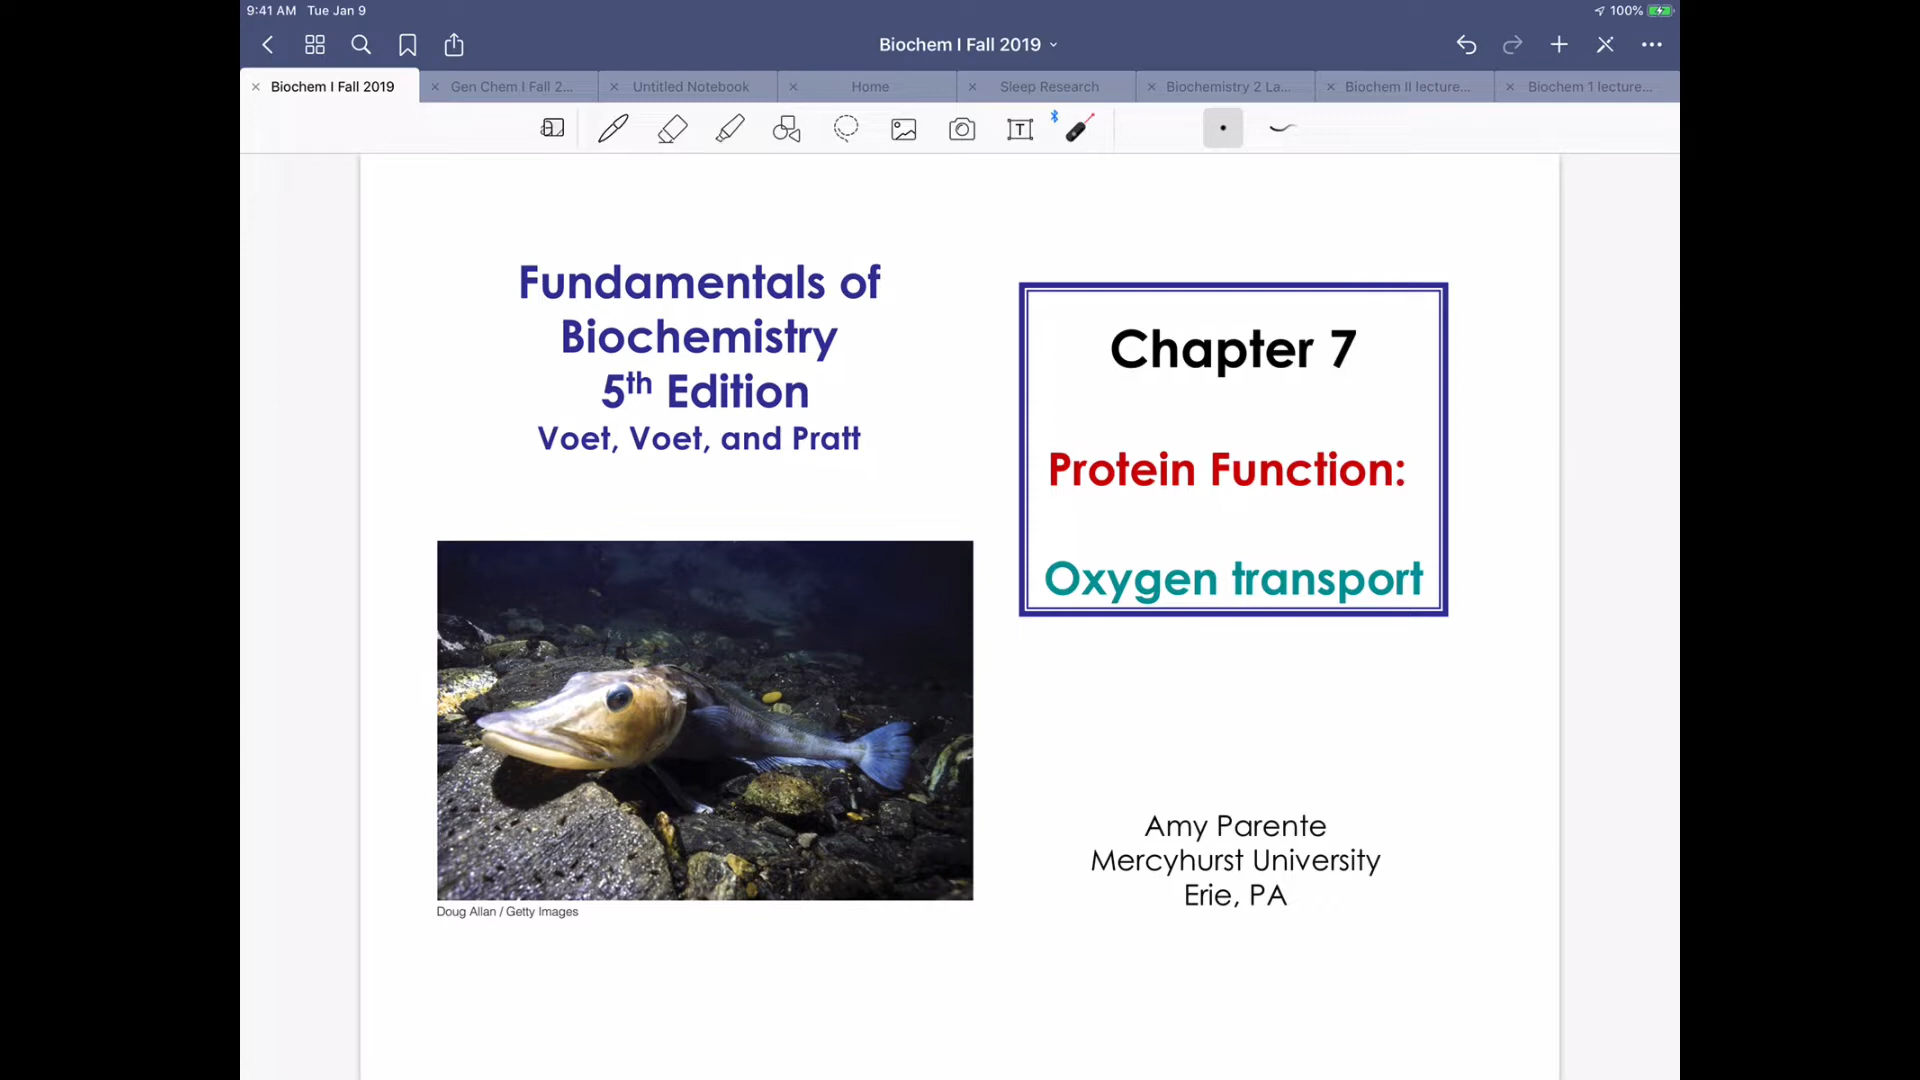 9:41 AM Tue Jan 9
100%
Biochem I Fall 2019
Biochem I Fall 2019
Gen Chem I Fall 2...
Untitled Notebook
Home
Sleep Research
Biochemistry 2 La...
Biochem II lecture...
Biochem 1 lecture...
T
Fundamentals of
Biochemistry
5th Edition
Voet, Voet, and Pratt
Chapter 7
Protein Function:
Oxygen transport
Doug Allan / Getty Images
Amy Parente
Mercyhurst University
Erie, PA